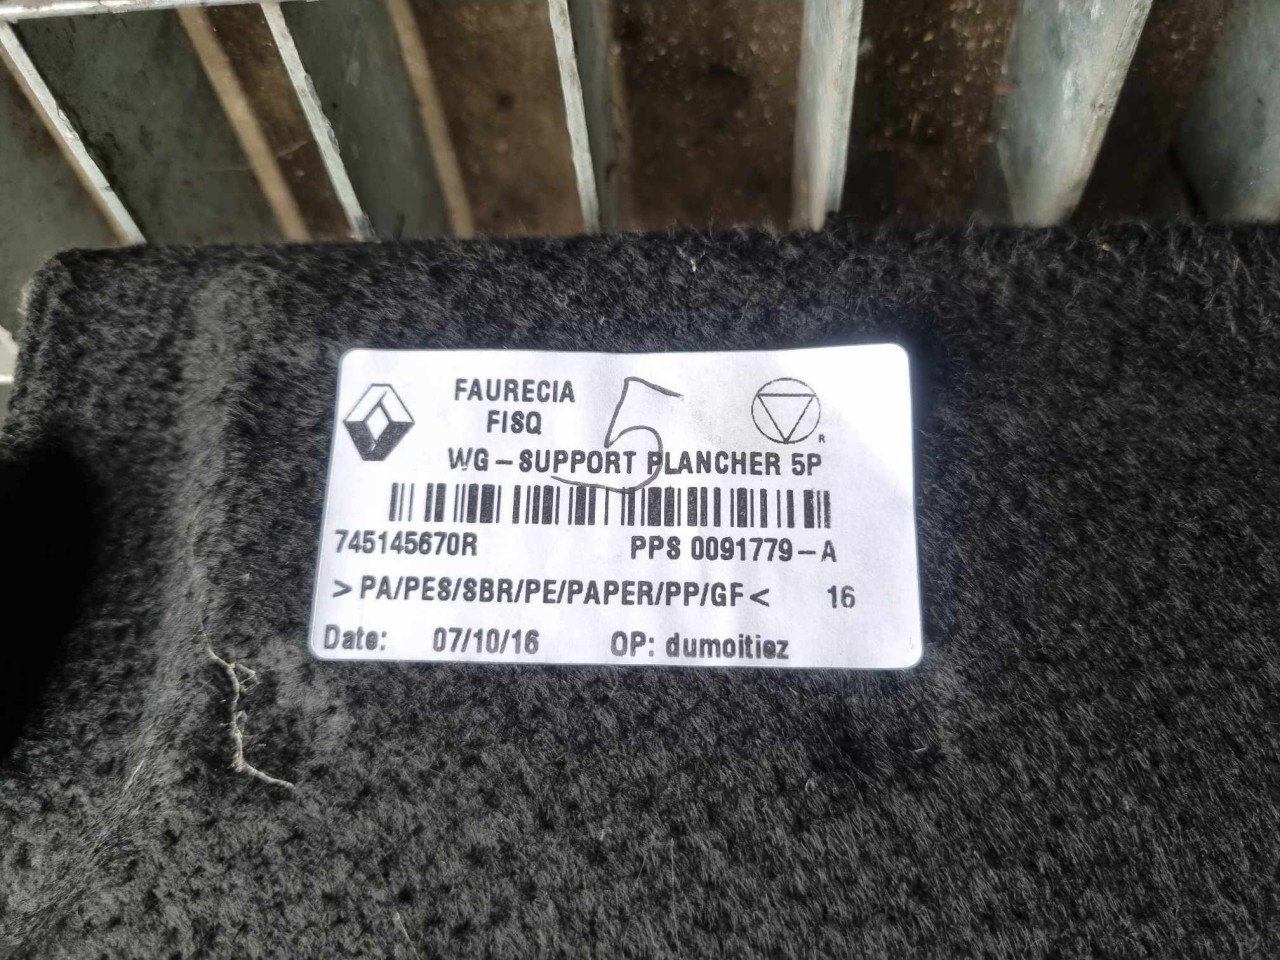 FAURECIA
FISQ
5
WG-SUPPORT PLANCHER 5P
745145670R PPS 0091779-A
>PA/PES/SBR/PE/PAPER/PP/GF< 16
Date: 07/10/16 OP: dumoitiez
R